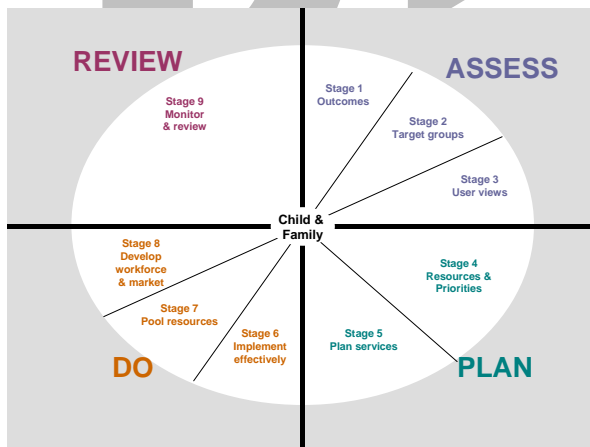 REVIEW
ASSESS
Stage 9
Monitor
& review
Stage 1
Outcomes
Stage 2
Target groups
Stage 3
User views
Child &
Family
Stage 8
Develop
workforce
& market
Stage 4
Resources &
Priorities
Stage 7
Pool resources
Stage 6
Implement
effectively
Stage 5
Plan services
DO
PLAN